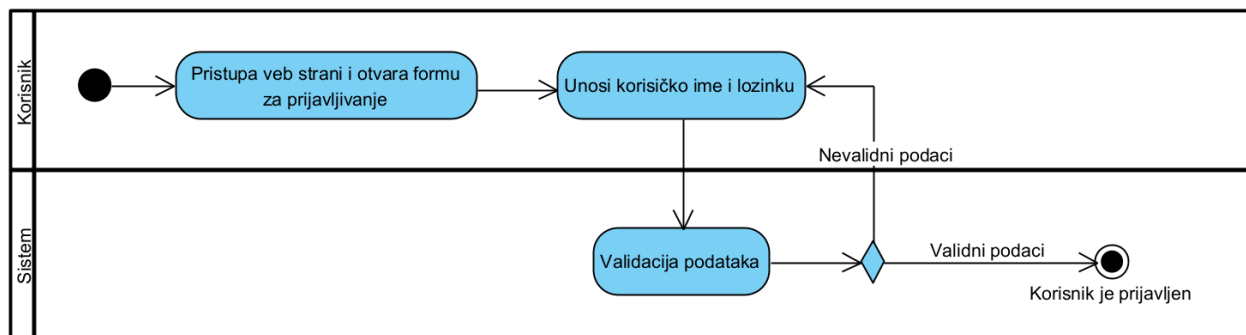 Korisnik
Pristupa veb strani i otvara formu
za prijavljivanje
Unosi korisičko ime i lozinku
Nevalidni podaci
Sistem
Validacija podataka
Validni podaci
Korisnik je prijavljen